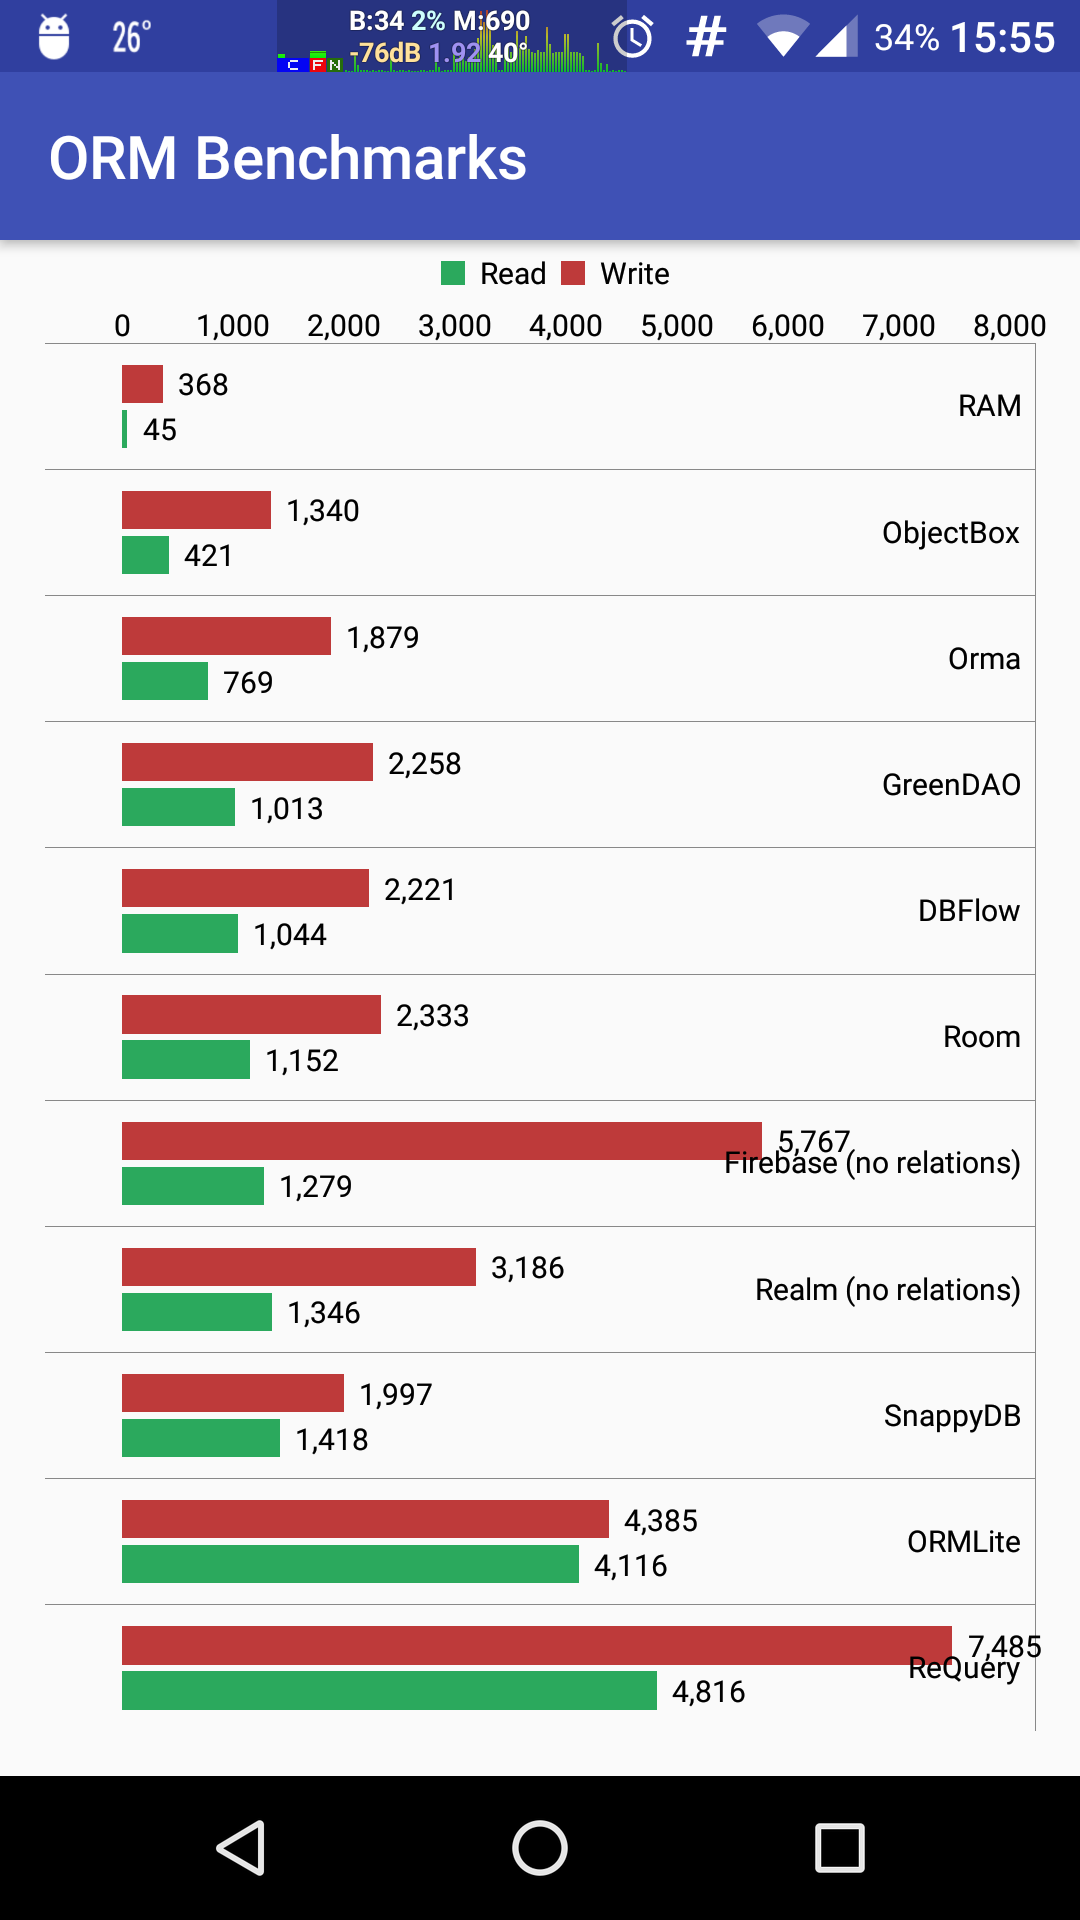 26° B:34 2% M:690 34% 15:55
-76dB 1.92 40°
C F N
ORM Benchmarks
Read Write
0 1,000 2,000 3,000 4,000 5,000 6,000 7,000 8,000
368
RAM
45
1,340
ObjectBox
421
1,879
Orma
769
2,258
GreenDAO
1,013
2,221
DBFlow
1,044
2,333
Room
1,152
5,767
Firebase (no relations)
1,279
3,186
Realm (no relations)
1,346
1,997
SnappyDB
1,418
4,385
ORMLite
4,116
7,485
ReQuery
4,816